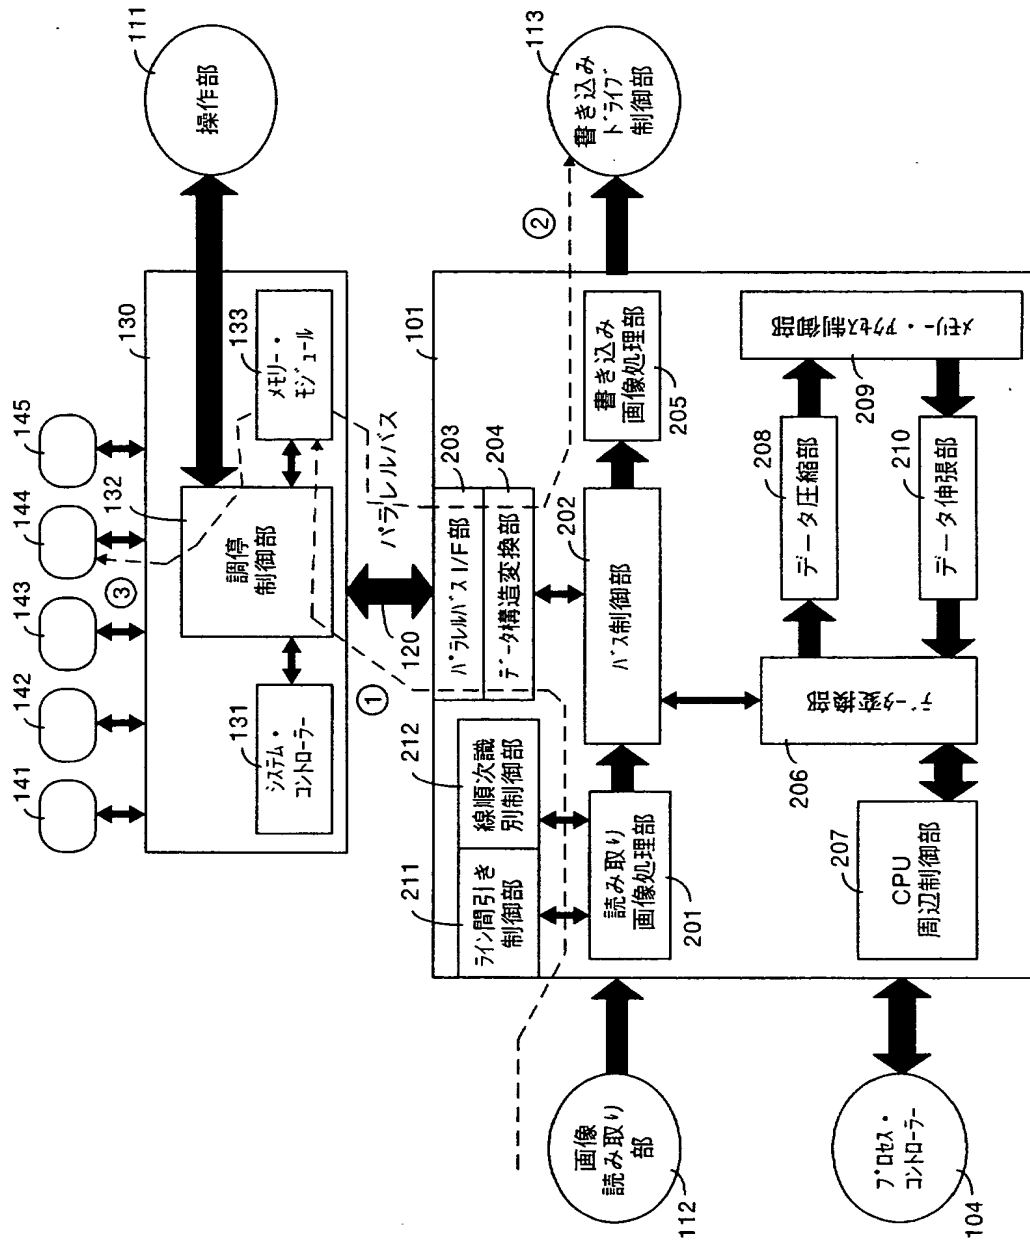 141
142
143
144
145
③
130
132
調停
制御部
131
システム・
コントローラー
133
メモリー・
モジュール
111
操作部
①
120
パラレルバス
101
211
ライン間引き
制御部
212
線順次識
別制御部
203
パラレルバスI/F部
204
データ構造変換部
②
112
画像
読み取り
部
201
読み取り
画像処理部
202
バス制御部
205
書き込み
画像処理部
113
書き込み
ドライブ
制御部
104
プロセス・
コントローラー
207
CPU
周辺制御部
206
データ変換部
208
データ圧縮部
210
データ伸張部
209
メモリー・アクセス制御部